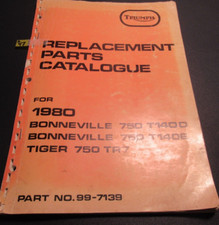 TRIUMPH
REPLACEMENT
PARTS
CATALOGUE
FOR
1980
BONNEVILLE 750 T140D
BONNEVILLE 750 T140E
TIGER 750 TR7
PART NO. 99-7139